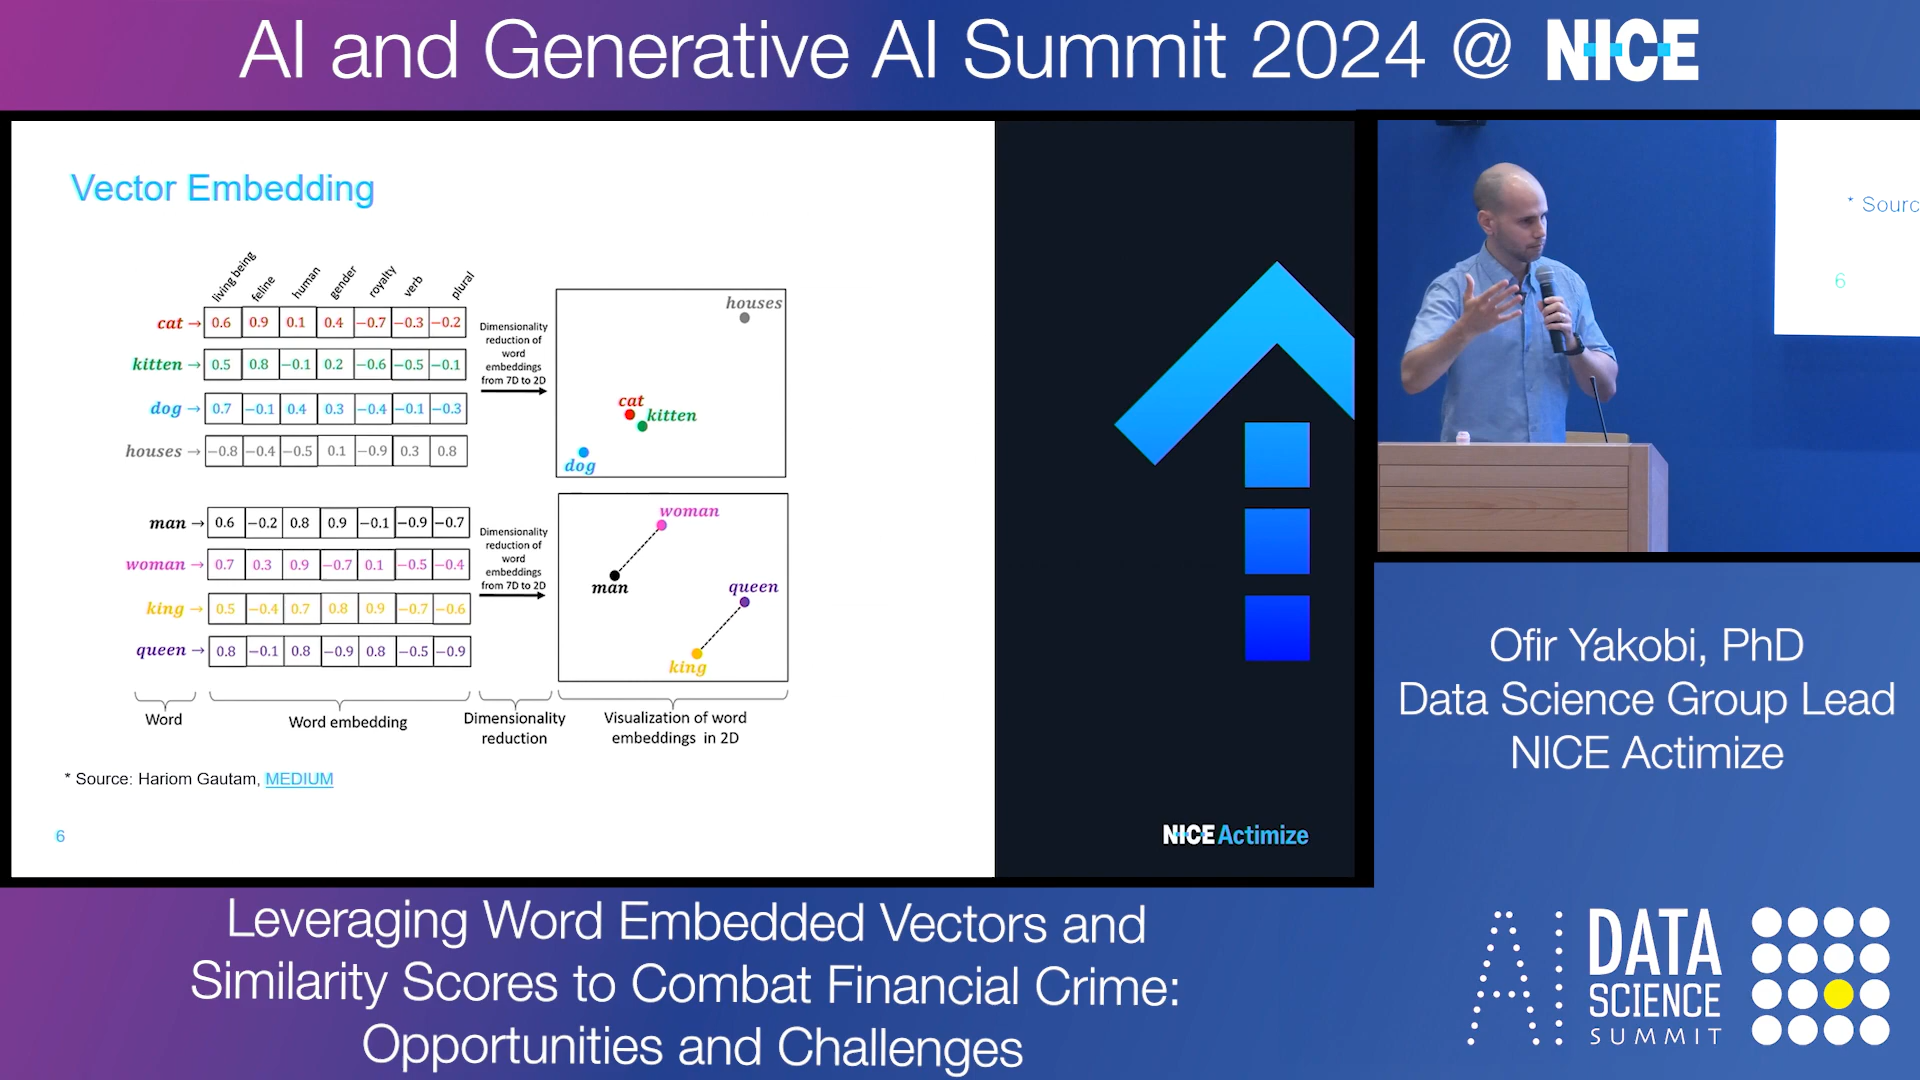 AI and Generative AI Summit 2024 @ NICE
Vector Embedding
living being feline human gender royalty verb plural
cat → 0.6 0.9 0.1 0.4 −0.7 −0.3 −0.2
kitten → 0.5 0.8 −0.1 0.2 −0.6 −0.5 −0.1
dog → 0.7 −0.1 0.4 0.3 −0.4 −0.1 −0.3
houses → −0.8 −0.4 −0.5 0.1 −0.9 0.3 0.8
Dimensionality
reduction of
word
embeddings
from 7D to 2D
houses
cat
kitten
dog
man → 0.6 −0.2 0.8 0.9 −0.1 −0.9 −0.7
woman → 0.7 0.3 0.9 −0.7 0.1 −0.5 −0.4
king → 0.5 −0.4 0.7 0.8 0.9 −0.7 −0.6
queen → 0.8 −0.1 0.8 −0.9 0.8 −0.5 −0.9
Dimensionality
reduction of
word
embeddings
from 7D to 2D
woman
man
queen
king
Word
Word embedding
Dimensionality
reduction
Visualization of word
embeddings in 2D
* Source: Hariom Gautam, MEDIUM
6
NICE Actimize
* Sourc
6
Ofir Yakobi, PhD
Data Science Group Lead
NICE Actimize
Leveraging Word Embedded Vectors and
Similarity Scores to Combat Financial Crime:
Opportunities and Challenges
AI
DATA
SCIENCE
SUMMIT